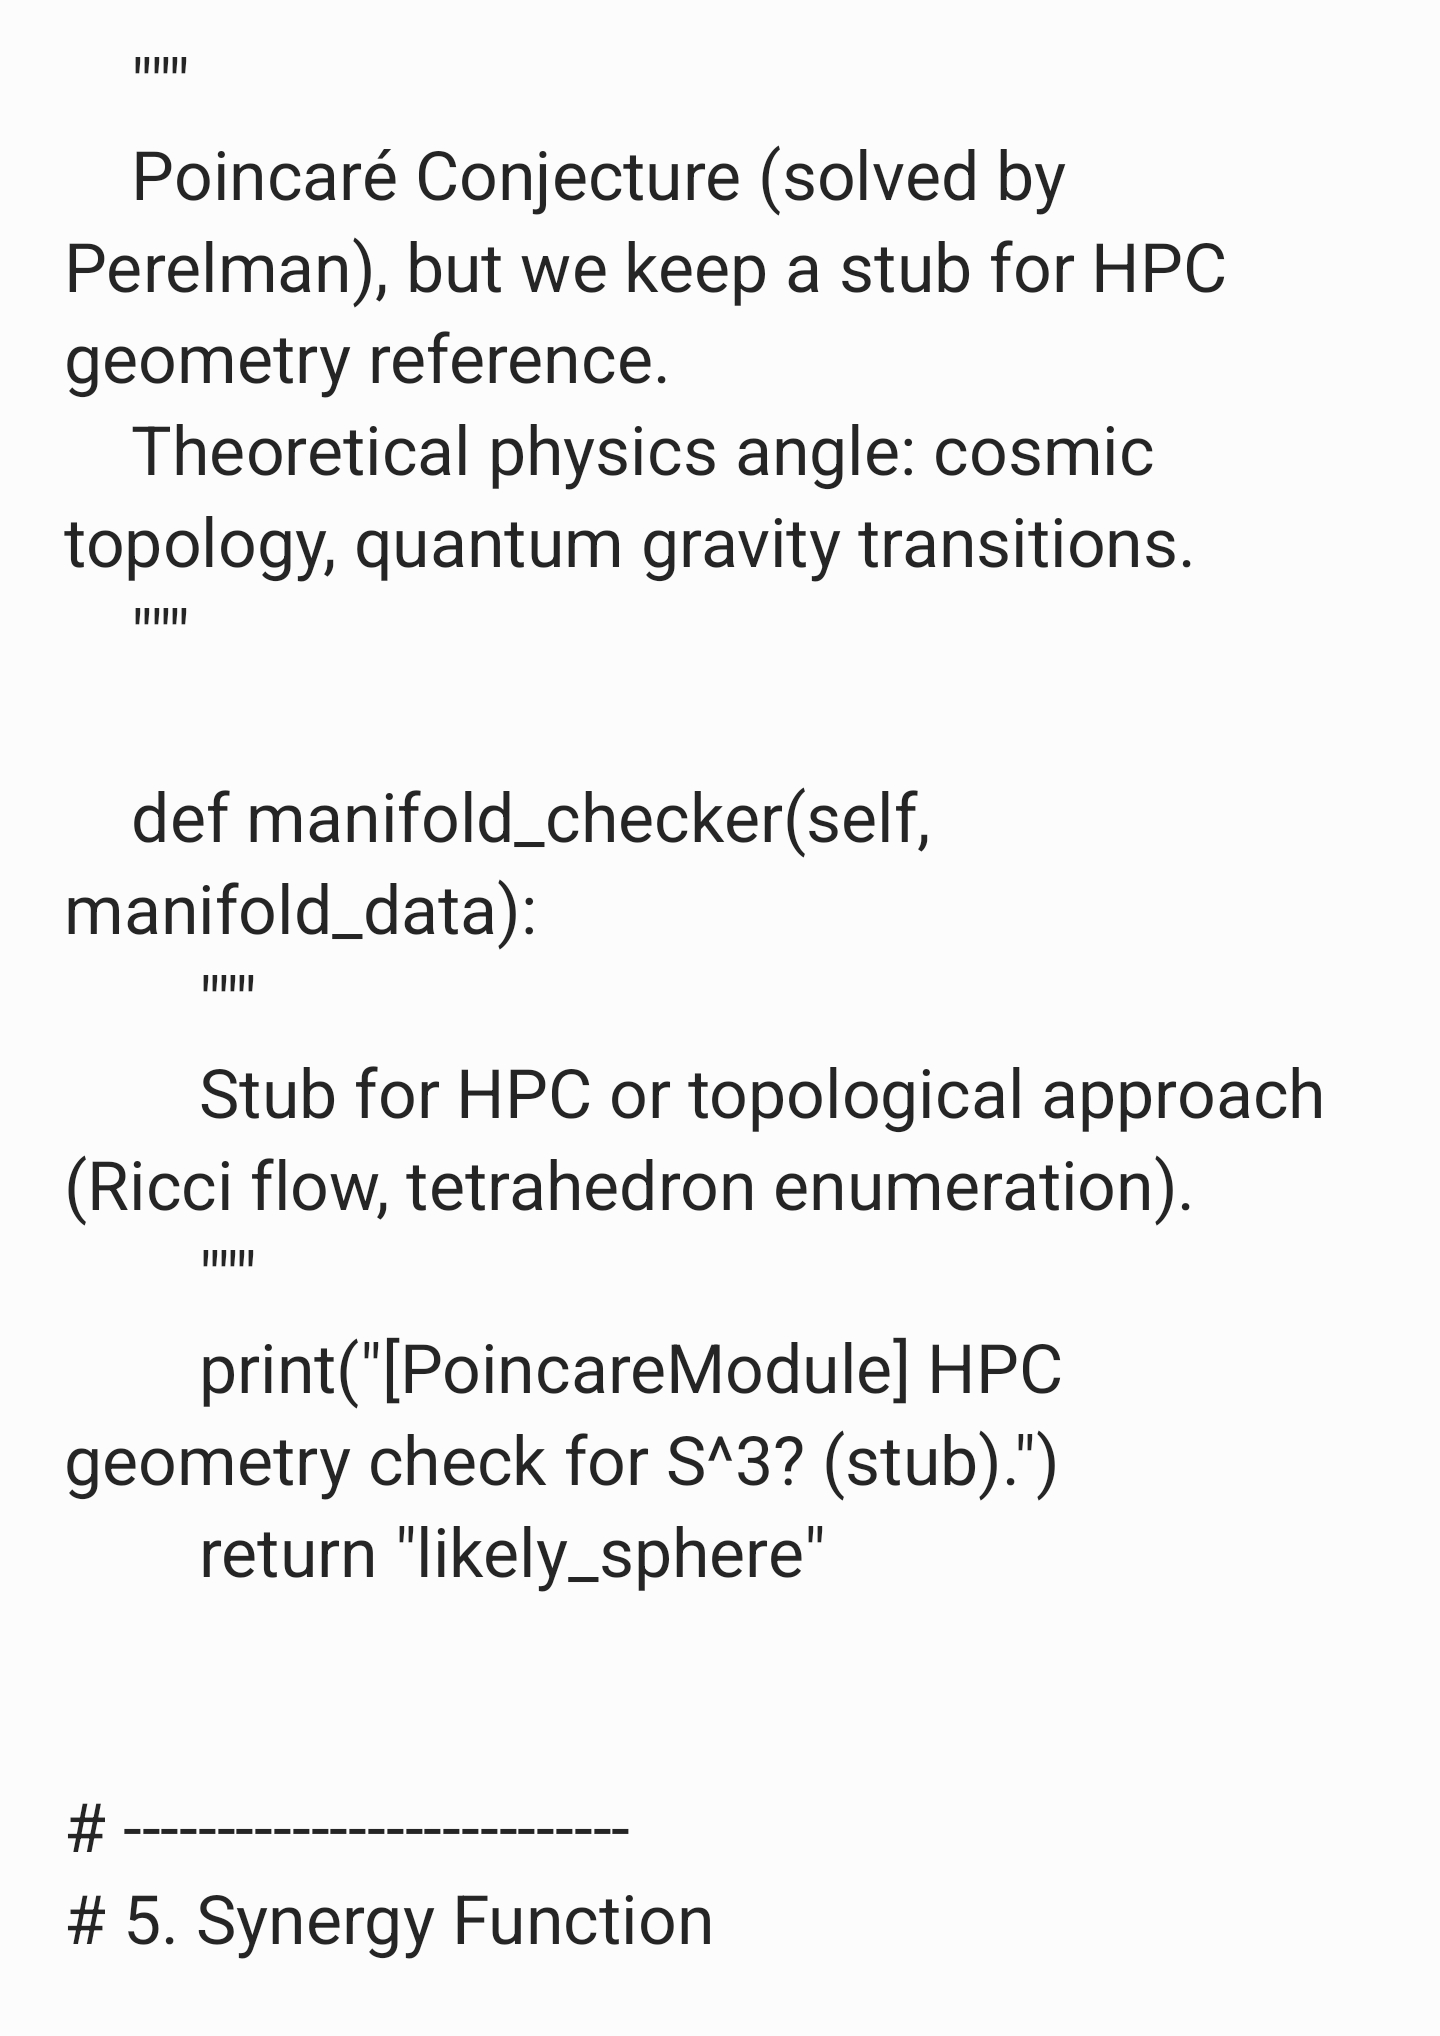 """
Poincaré Conjecture (solved by
Perelman), but we keep a stub for HPC
geometry reference.
Theoretical physics angle: cosmic
topology, quantum gravity transitions.
"""
def manifold_checker(self,
manifold_data):
"""
Stub for HPC or topological approach
(Ricci flow, tetrahedron enumeration).
"""
print("[PoincareModule] HPC
geometry check for S^3? (stub).")
return "likely_sphere"
# ---------------------------
# 5. Synergy Function